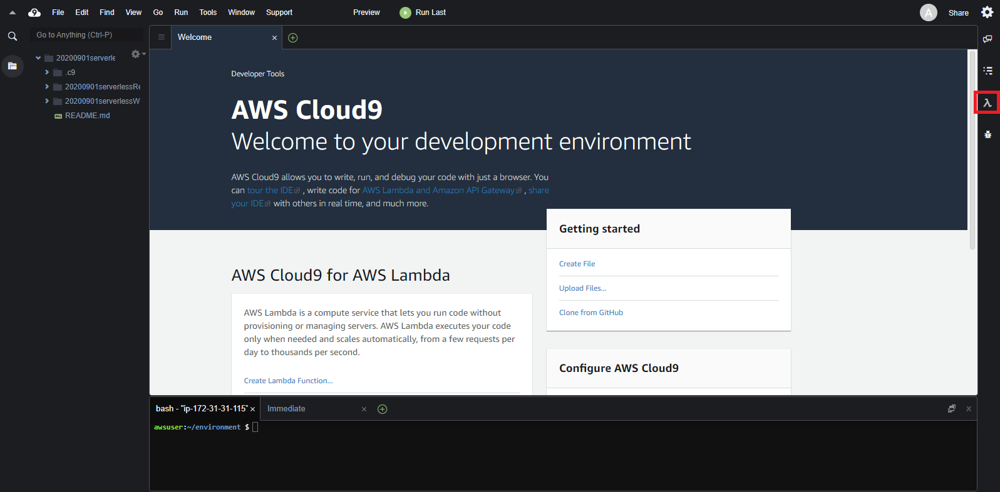 9 File Edit Find View Go Run Tools Window Support Preview Run Last A Share
Go to Anything (Ctrl-P)
20200901serverle
.c9
20200901serverlessRe
20200901serverlessW
README.md
Welcome
Developer Tools
AWS Cloud9
Welcome to your development environment
AWS Cloud9 allows you to write, run, and debug your code with just a browser. You
can tour the IDE , write code for AWS Lambda and Amazon API Gateway , share
your IDE with others in real time, and much more.
Getting started
Create File
Upload Files...
Clone from GitHub
AWS Cloud9 for AWS Lambda
AWS Lambda is a compute service that lets you run code without
provisioning or managing servers. AWS Lambda executes your code
only when needed and scales automatically, from a few requests per
day to thousands per second.
Create Lambda Function...
Configure AWS Cloud9
bash - "ip-172-31-31-115" Immediate
awsuser:~/environment $
λ